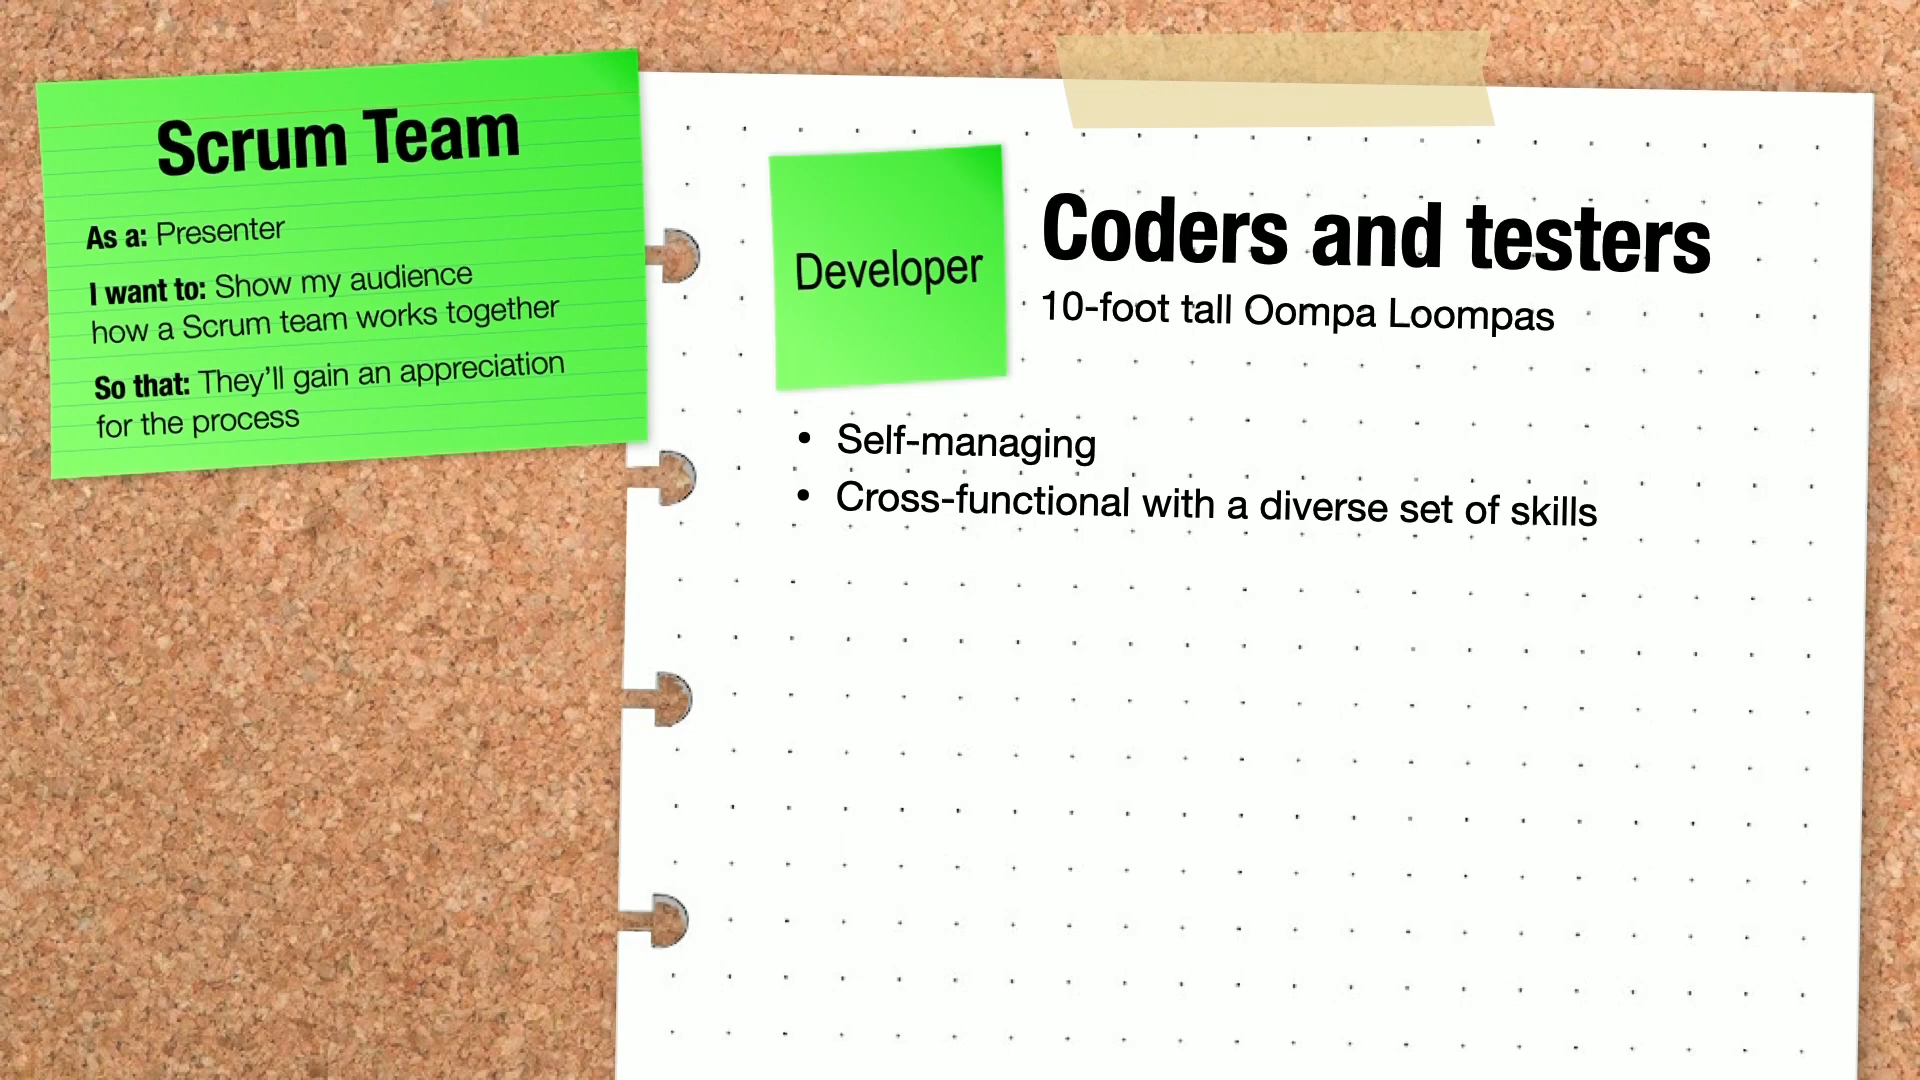 Scrum Team
As a: Presenter
I want to: Show my audience
how a Scrum team works together
So that: They’ll gain an appreciation
for the process
Developer
Coders and testers
10-foot tall Oompa Loompas
• Self-managing
• Cross-functional with a diverse set of skills